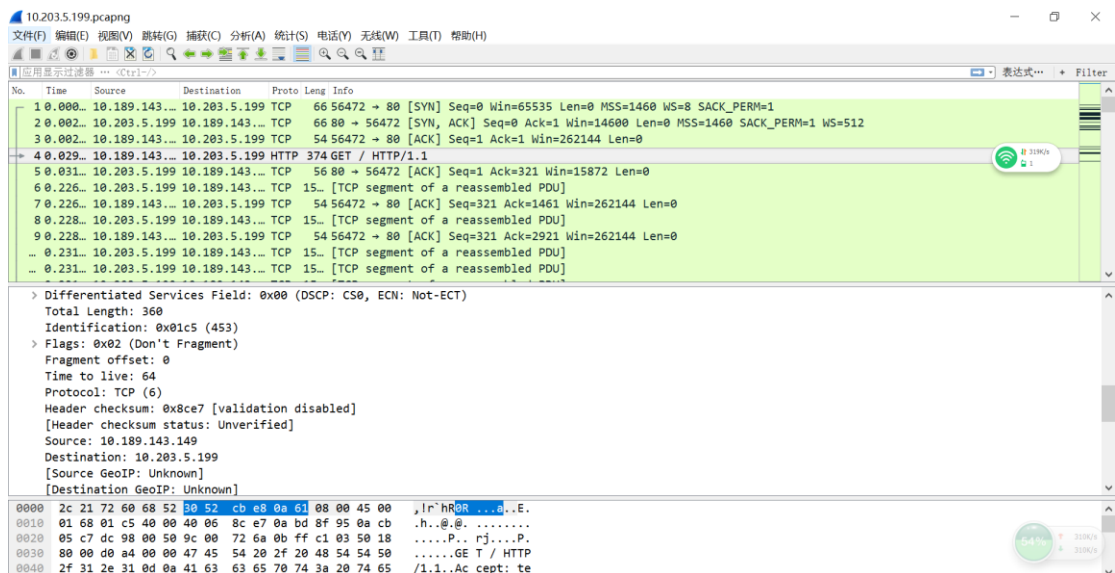 10.203.5.199.pcapng
文件(F) 编辑(E) 视图(V) 跳转(G) 捕获(C) 分析(A) 统计(S) 电话(Y) 无线(W) 工具(T) 帮助(H)
应用显示过滤器 … <Ctrl-/> 表达式… + Filter
No. Time Source Destination Proto Leng Info
1 0.000… 10.189.143.… 10.203.5.199 TCP 66 56472 → 80 [SYN] Seq=0 Win=65535 Len=0 MSS=1460 WS=8 SACK_PERM=1
2 0.002… 10.203.5.199 10.189.143.… TCP 66 80 → 56472 [SYN, ACK] Seq=0 Ack=1 Win=14600 Len=0 MSS=1460 SACK_PERM=1 WS=512
3 0.002… 10.189.143.… 10.203.5.199 TCP 54 56472 → 80 [ACK] Seq=1 Ack=1 Win=262144 Len=0
4 0.029… 10.189.143.… 10.203.5.199 HTTP 374 GET / HTTP/1.1
5 0.031… 10.203.5.199 10.189.143.… TCP 56 80 → 56472 [ACK] Seq=1 Ack=321 Win=15872 Len=0
6 0.226… 10.203.5.199 10.189.143.… TCP 15… [TCP segment of a reassembled PDU]
7 0.226… 10.189.143.… 10.203.5.199 TCP 54 56472 → 80 [ACK] Seq=321 Ack=1461 Win=262144 Len=0
8 0.228… 10.203.5.199 10.189.143.… TCP 15… [TCP segment of a reassembled PDU]
9 0.228… 10.189.143.… 10.203.5.199 TCP 54 56472 → 80 [ACK] Seq=321 Ack=2921 Win=262144 Len=0
… 0.231… 10.203.5.199 10.189.143.… TCP 15… [TCP segment of a reassembled PDU]
… 0.231… 10.203.5.199 10.189.143.… TCP 15… [TCP segment of a reassembled PDU]
319K/s
1
> Differentiated Services Field: 0x00 (DSCP: CS0, ECN: Not-ECT)
Total Length: 360
Identification: 0x01c5 (453)
> Flags: 0x02 (Don't Fragment)
Fragment offset: 0
Time to live: 64
Protocol: TCP (6)
Header checksum: 0x8ce7 [validation disabled]
[Header checksum status: Unverified]
Source: 10.189.143.149
Destination: 10.203.5.199
[Source GeoIP: Unknown]
[Destination GeoIP: Unknown]
0000 2c 21 72 60 68 52 30 52 cb e8 0a 61 08 00 45 00 ,!r`hR0R ...a..E.
0010 01 68 01 c5 40 00 40 06 8c e7 0a bd 8f 95 0a cb .h..@.@. ........
0020 05 c7 dc 98 00 50 9c 00 72 6a 0b ff c1 03 50 18 .....P.. rj....P.
0030 80 00 d0 a4 00 00 47 45 54 20 2f 20 48 54 54 50 ......GE T / HTTP
0040 2f 31 2e 31 0d 0a 41 63 63 65 70 74 3a 20 74 65 /1.1..Ac cept: te
54%
310K/s
310K/s